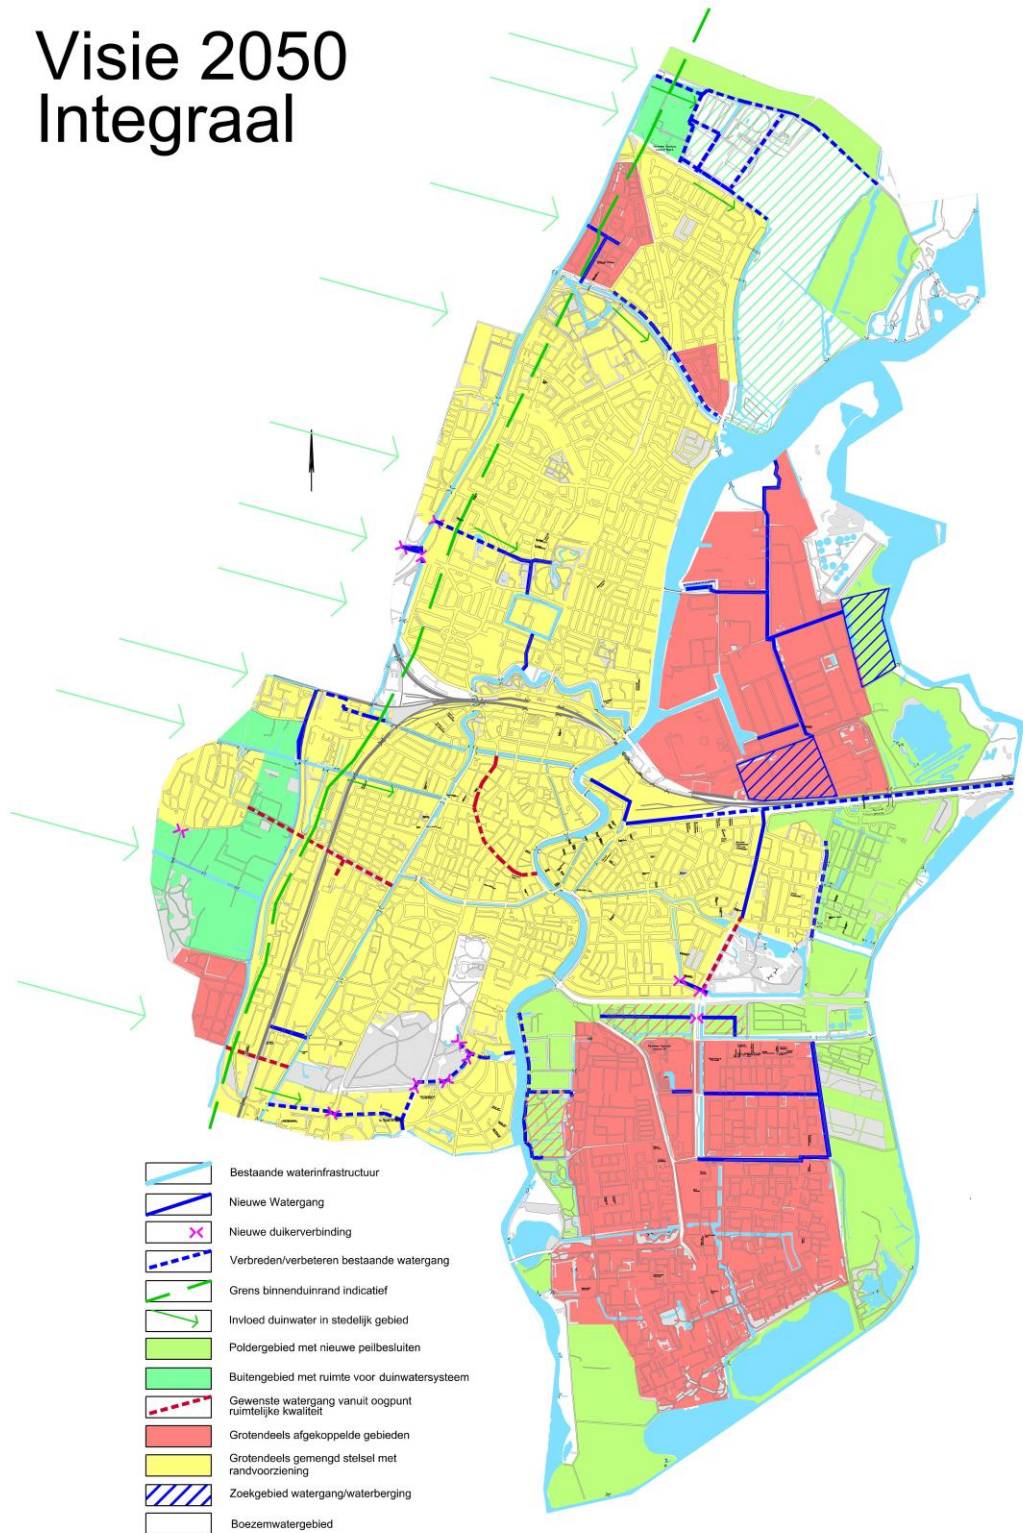 Visie 2050
Integraal
Bestaande waterinfrastructuur
Nieuwe Watergang
Nieuwe duikerverbinding
Verbreden/verbeteren bestaande watergang
Grens binnenduinrand indicatief
Invloed duinwater in stedelijk gebied
Poldergebied met nieuwe peilbesluiten
Buitengebied met ruimte voor duinwatersysteem
Gewenste watergang vanuit oogpunt
ruimtelijke kwaliteit
Grotendeels afgekoppelde gebieden
Grotendeels gemengd stelsel met
randvoorziening
Zoekgebied watergang/waterberging
Boezemwatergebied